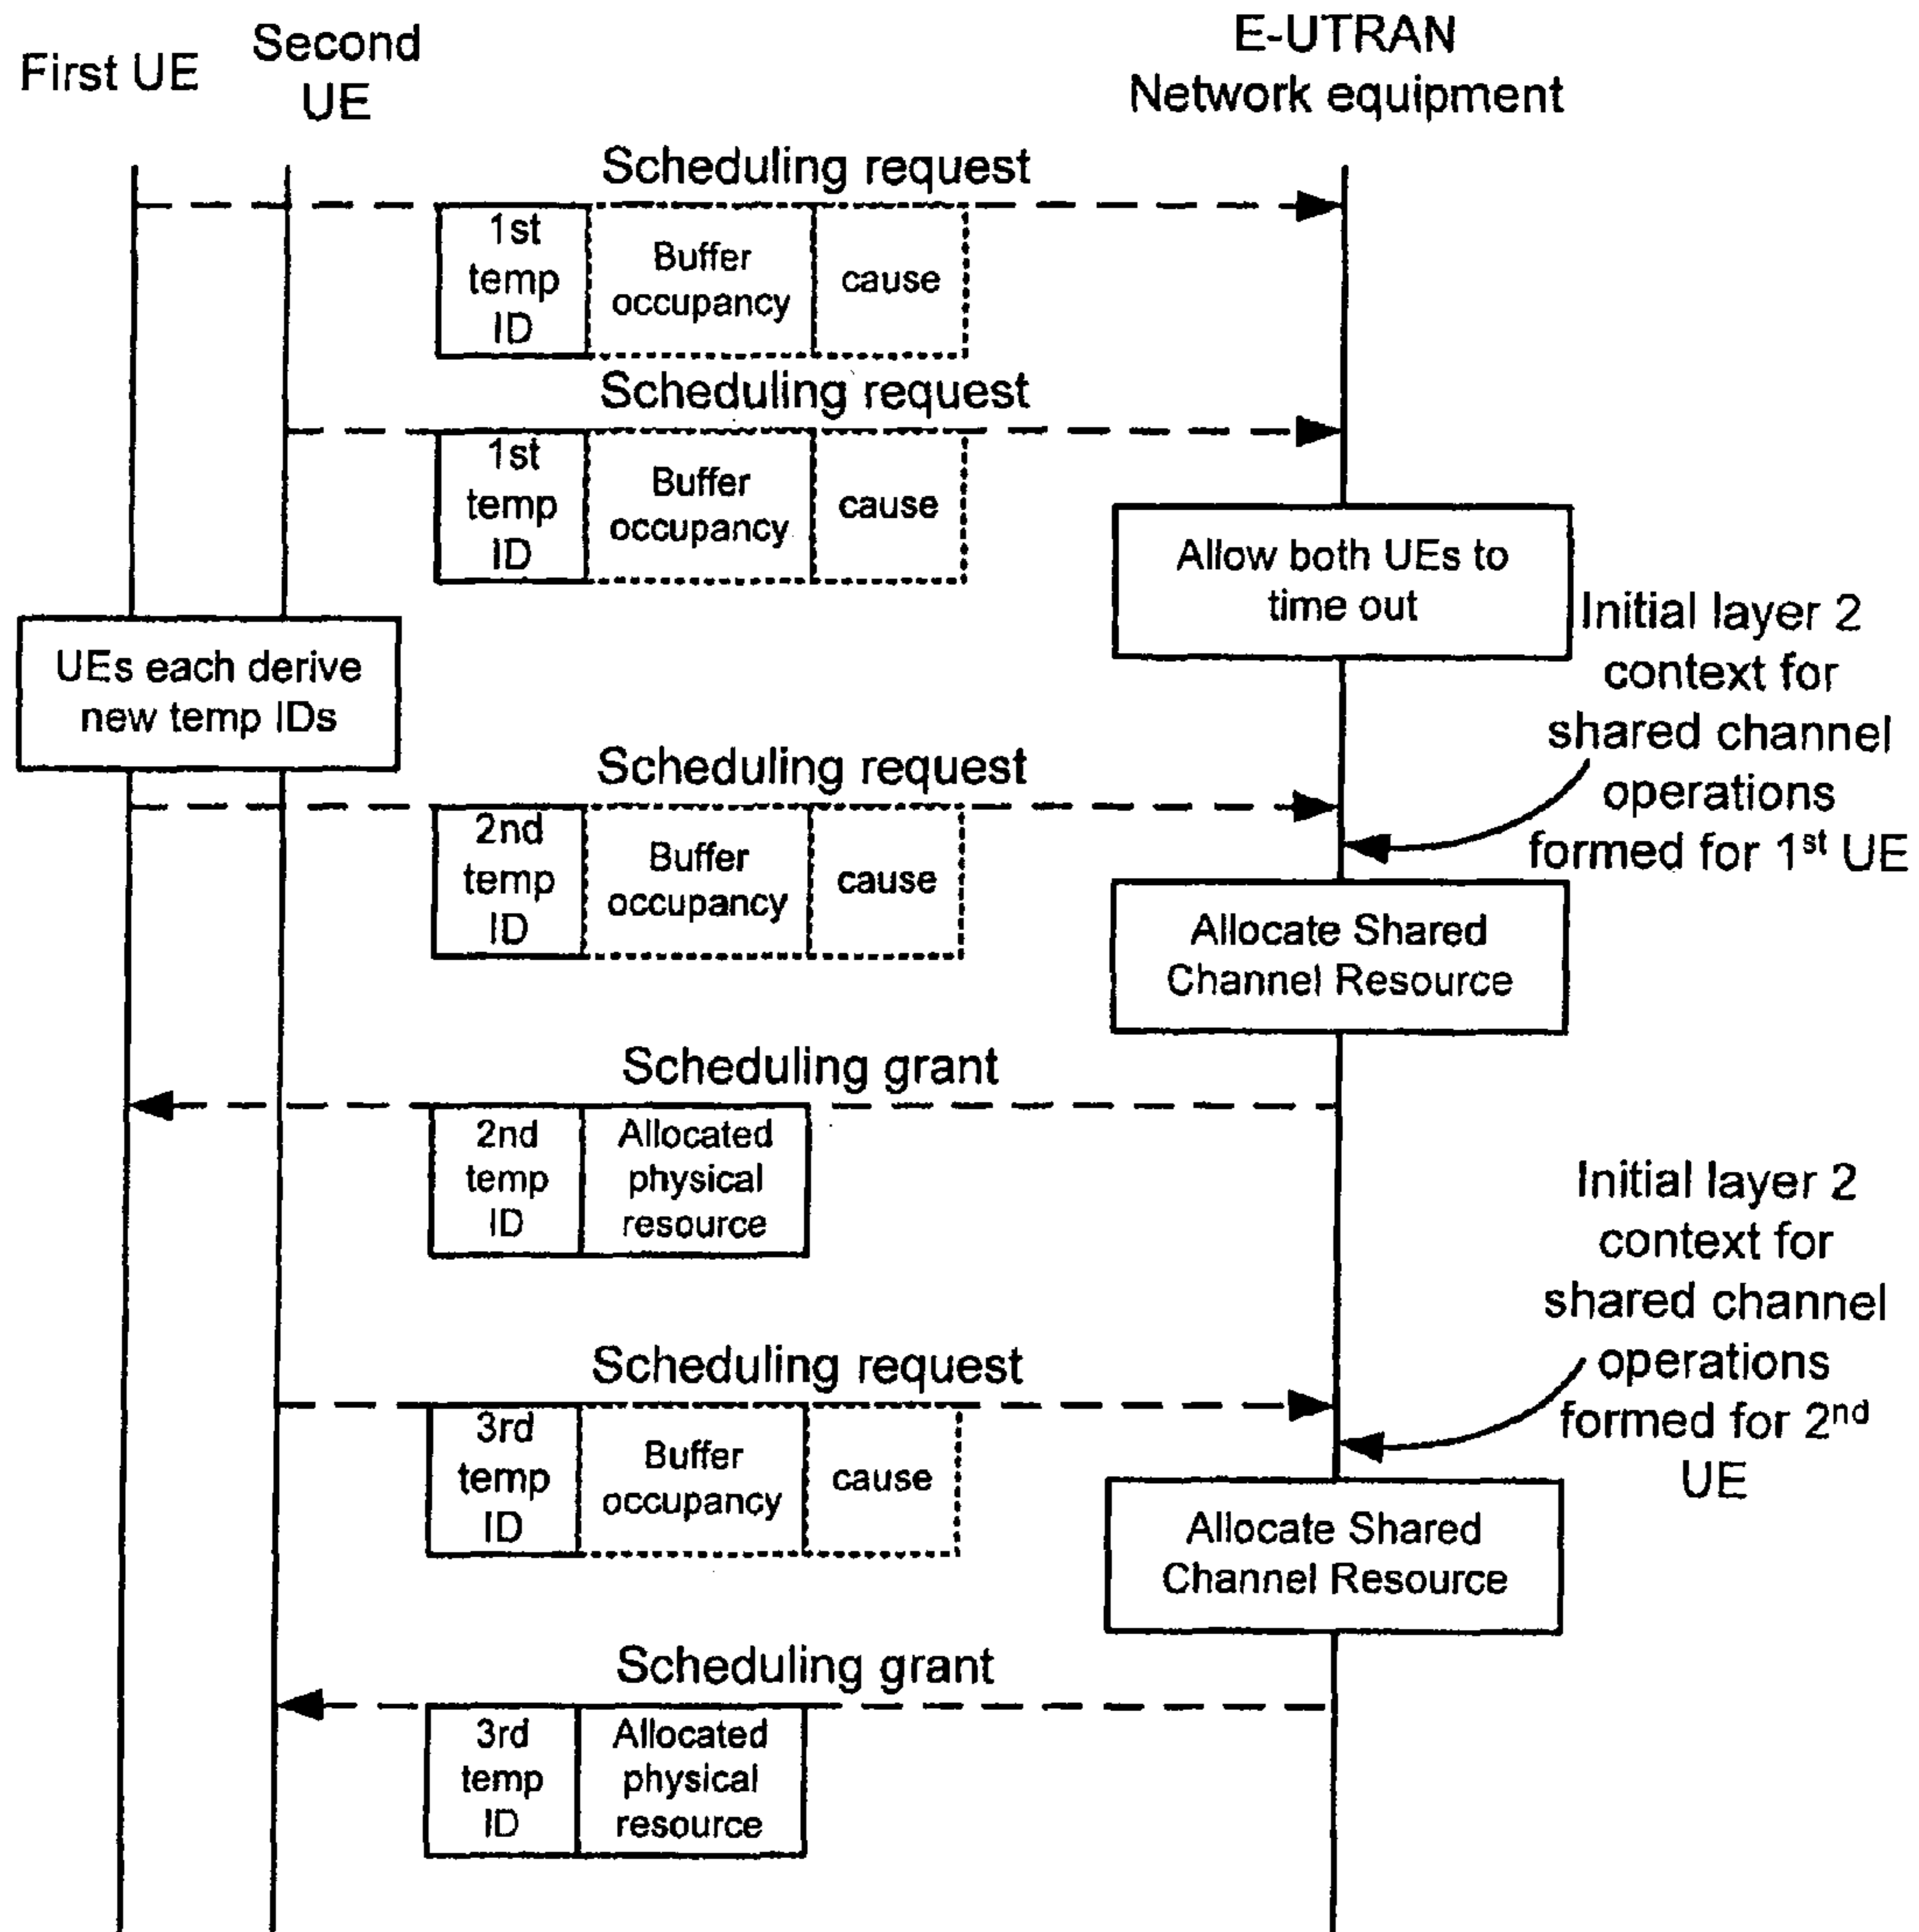 First UE
Second
UE
E-UTRAN
Network equipment
Scheduling request
1st
temp
ID
Buffer
occupancy
cause
Scheduling request
1st
temp
ID
Buffer
occupancy
cause
Allow both UEs to
time out
UEs each derive
new temp IDs
Initial layer 2
context for
shared channel
operations
formed for 1st UE
Scheduling request
2nd
temp
ID
Buffer
occupancy
cause
Allocate Shared
Channel Resource
Scheduling grant
2nd
temp
ID
Allocated
physical
resource
Initial layer 2
context for
shared channel
operations
formed for 2nd
UE
Scheduling request
3rd
temp
ID
Buffer
occupancy
cause
Allocate Shared
Channel Resource
Scheduling grant
3rd
temp
ID
Allocated
physical
resource